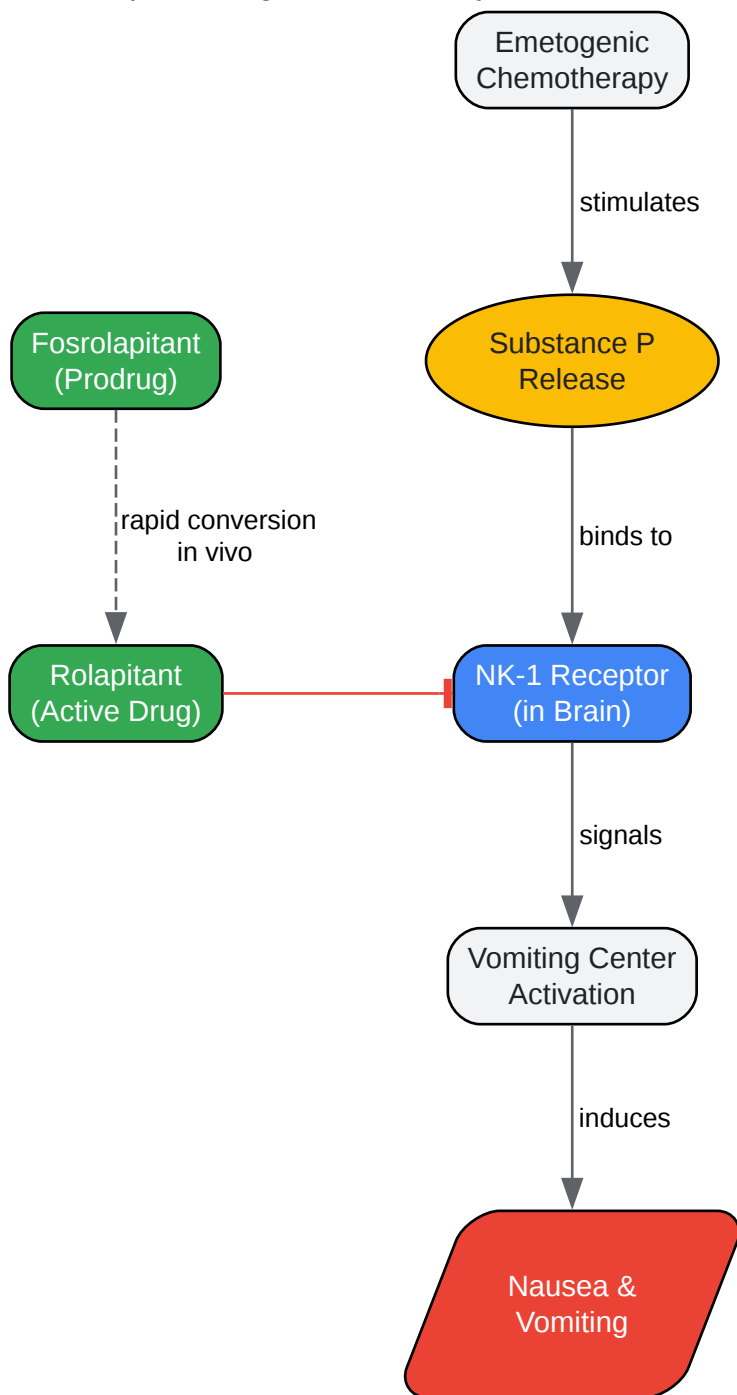 Emetogenic
Chemotherapy
stimulates
Fosrolapitant
(Prodrug)
Substance P
Release
rapid conversion
in vivo
binds to
Rolapitant
(Active Drug)
NK-1 Receptor
(in Brain)
signals
Vomiting Center
Activation
induces
Nausea &
Vomiting